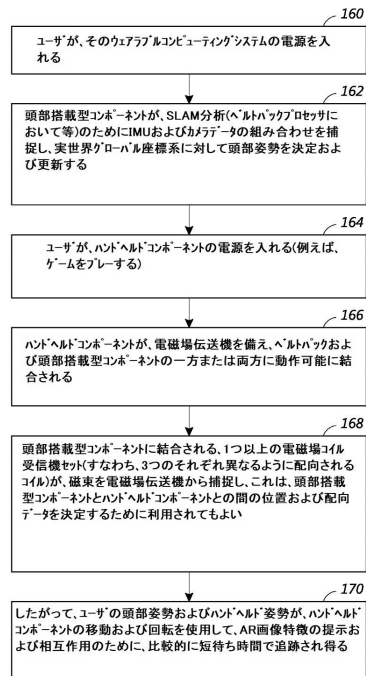 160
ユーザが、そのウェアラブルコンピューティングシステムの電源を入
れる
162
頭部搭載型コンポーネントが、SLAM分析(ベルトパックプロセッサに
おいて等)のためにIMUおよびカメラデータの組み合わせを捕
捉し、実世界グローバル座標系に対して頭部姿勢を決定およ
び更新する
164
ユーザが、ハンドヘルドコンポーネントの電源を入れる(例えば、
ゲームをプレーする)
166
ハンドヘルドコンポーネントが、電磁場伝送機を備え、ベルトパックおよ
び頭部搭載型コンポーネントの一方または両方に動作可能に結
合される
168
頭部搭載型コンポーネントに結合される、1つ以上の電磁場コイル
受信機セット(すなわち、3つのそれぞれ異なるように配向される
コイル)が、磁束を電磁場伝送機から捕捉し、これは、頭部搭載
型コンポーネントとハンドヘルドコンポーネントとの間の位置および配向
データを決定するために利用されてもよい
170
したがって、ユーザの頭部姿勢およびハンドヘルド姿勢が、ハンドヘルド
コンポーネントの移動および回転を使用して、AR画像特徴の提示
および相互作用のために、比較的に短待ち時間で追跡され得る